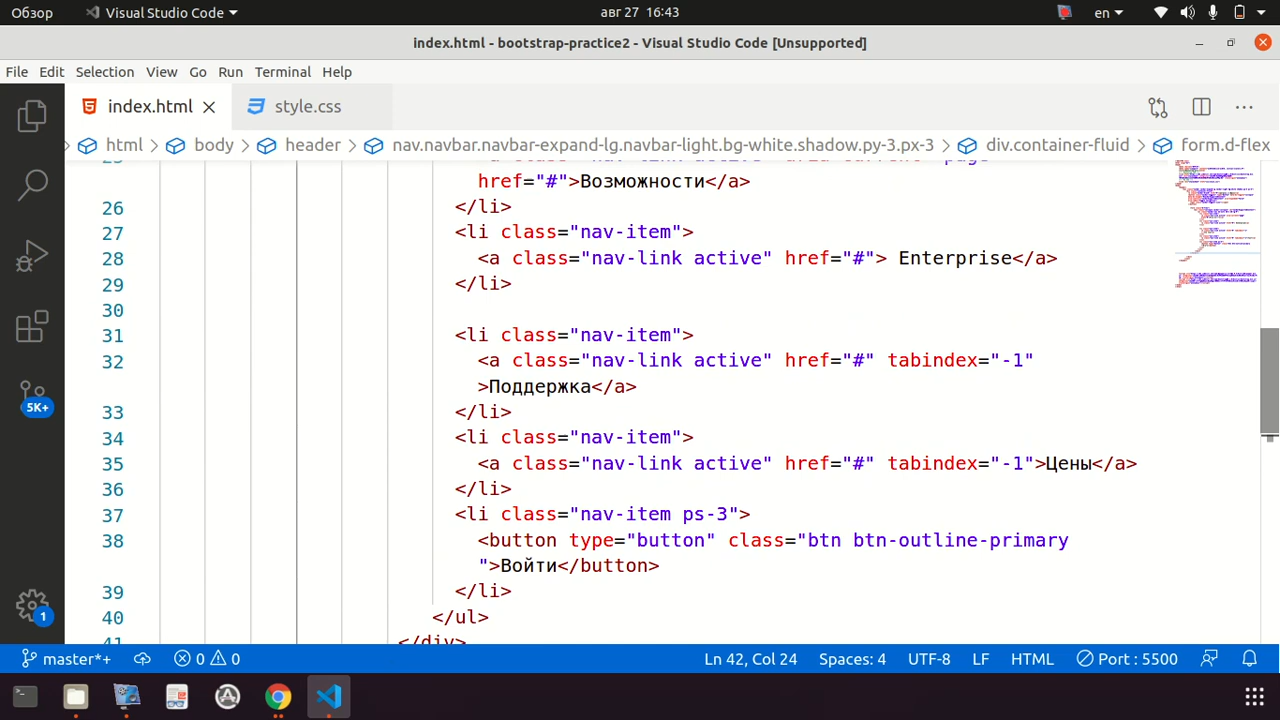 Обзор Visual Studio Code авг 27 16:43 en
index.html - bootstrap-practice2 - Visual Studio Code [Unsupported]
File Edit Selection View Go Run Terminal Help
index.html style.css
html body header nav.navbar.navbar-expand-lg.navbar-light.bg-white.shadow.py-3.px-3 div.container-fluid form.d-flex
href="#">Возможности</a>
26 </li>
27 <li class="nav-item">
28 <a class="nav-link active" href="#"> Enterprise</a>
29 </li>
30
31 <li class="nav-item">
32 <a class="nav-link active" href="#" tabindex="-1"
>Поддержка</a>
33 </li>
34 <li class="nav-item">
35 <a class="nav-link active" href="#" tabindex="-1">Цены</a>
36 </li>
37 <li class="nav-item ps-3">
38 <button type="button" class="btn btn-outline-primary
">Войти</button>
39 </li>
40 </ul>
41 </div>
5K+
1
master*+ 0 0 Ln 42, Col 24 Spaces: 4 UTF-8 LF HTML Port : 5500